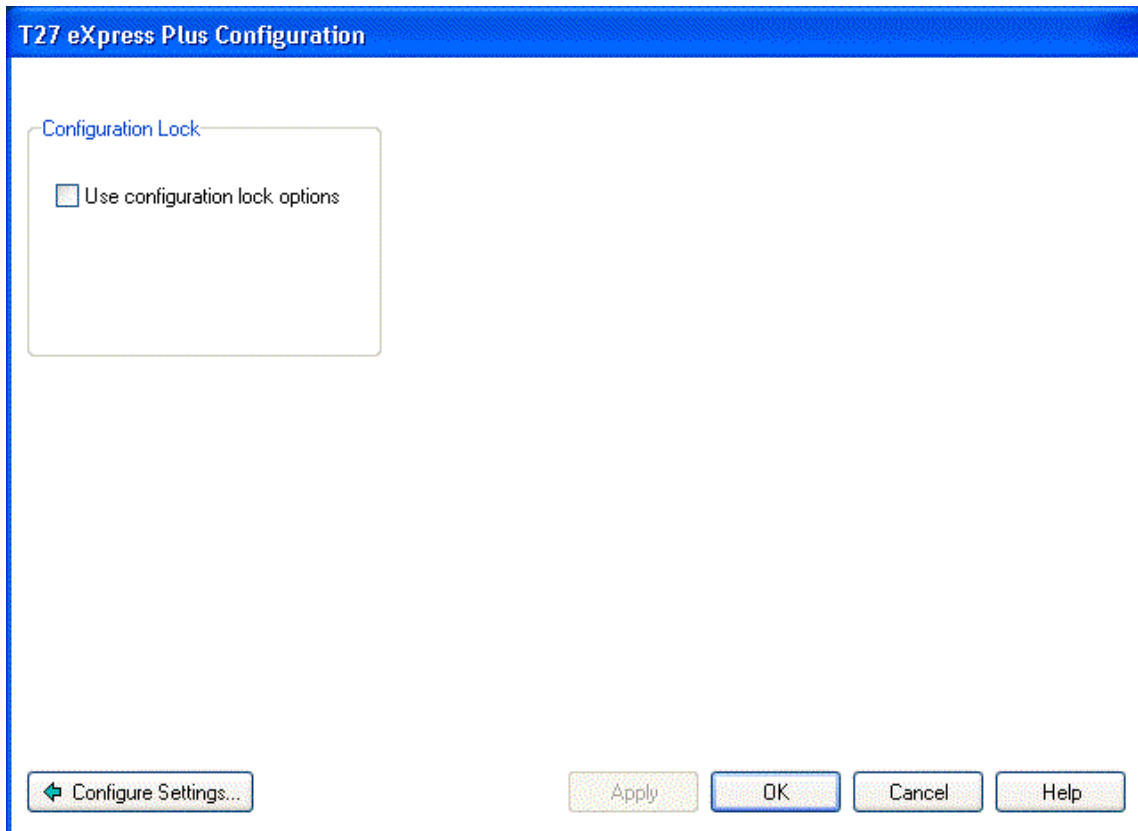 T27 eXpress Plus Configuration
Configuration Lock
Use configuration lock options
Configure Settings...
Apply
OK
Cancel
Help